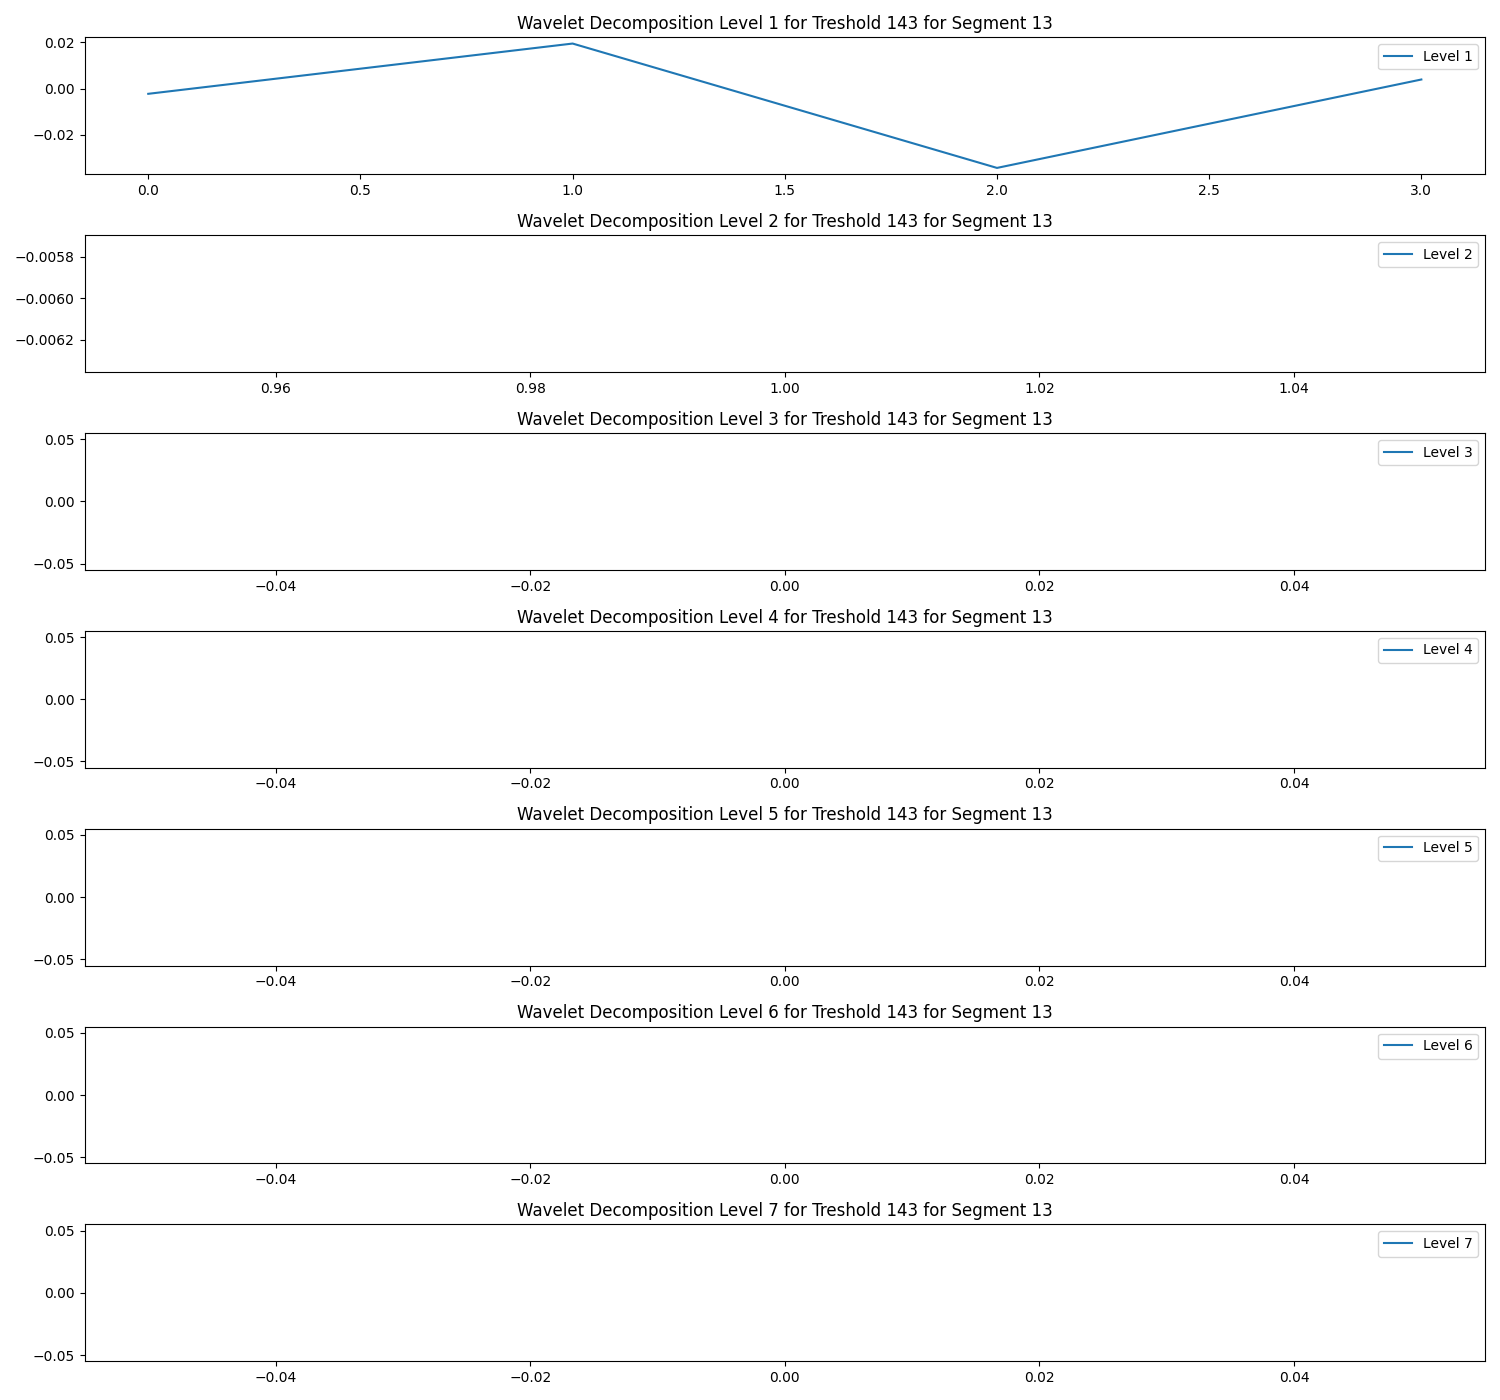 Wavelet Decomposition Level 1 for Treshold 143 for Segment 13
0.02
0.00
−0.02
Level 1
0.0 0.5 1.0 1.5 2.0 2.5 3.0
Wavelet Decomposition Level 2 for Treshold 143 for Segment 13
−0.0058
−0.0060
−0.0062
Level 2
0.96 0.98 1.00 1.02 1.04
Wavelet Decomposition Level 3 for Treshold 143 for Segment 13
0.05
0.00
−0.05
Level 3
−0.04 −0.02 0.00 0.02 0.04
Wavelet Decomposition Level 4 for Treshold 143 for Segment 13
0.05
0.00
−0.05
Level 4
−0.04 −0.02 0.00 0.02 0.04
Wavelet Decomposition Level 5 for Treshold 143 for Segment 13
0.05
0.00
−0.05
Level 5
−0.04 −0.02 0.00 0.02 0.04
Wavelet Decomposition Level 6 for Treshold 143 for Segment 13
0.05
0.00
−0.05
Level 6
−0.04 −0.02 0.00 0.02 0.04
Wavelet Decomposition Level 7 for Treshold 143 for Segment 13
0.05
0.00
−0.05
Level 7
−0.04 −0.02 0.00 0.02 0.04